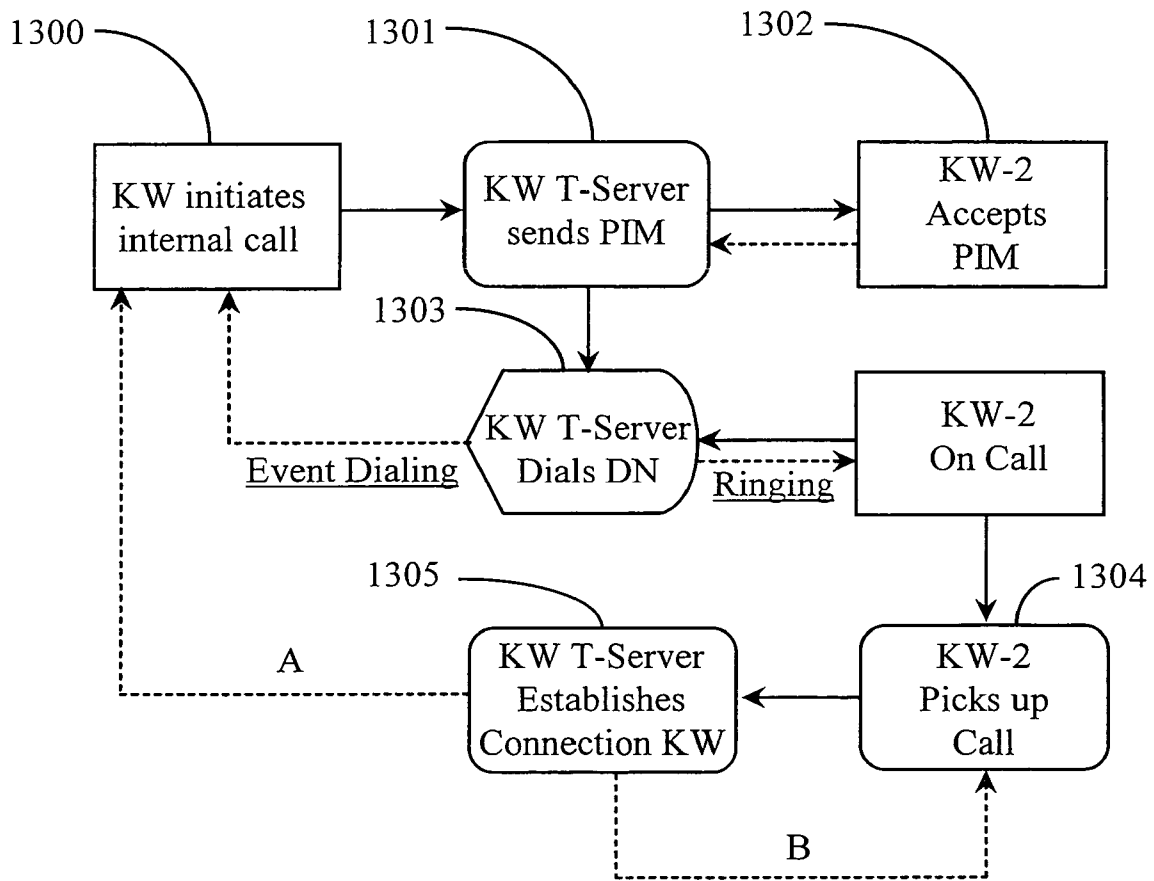 1300
1301
1302
KW initiates
internal call
KW T-Server
sends PIM
KW-2
Accepts
PIM
1303
KW T-Server
Dials DN
KW-2
On Call
Event Dialing
Ringing
1305
1304
A
KW T-Server
Establishes
Connection KW
KW-2
Picks up
Call
B